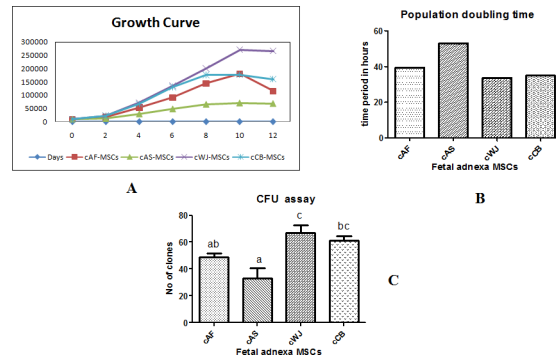 Growth Curve
300000
250000
200000
150000
100000
50000
0
0 2 4 6 8 10 12
Days cAF-MSCs cAS-MSCs cWJ-MSCs cCB-MSCs
A
Population doubling time
time period in hours
60
40
20
0
cAF cAS cWJ cCB
Fetal adnexa MSCs
B
CFU assay
No of clones
80
60
40
20
0
ab a c bc
cAF cAS cWJ cCB
Fetal adnexa MSCs
C